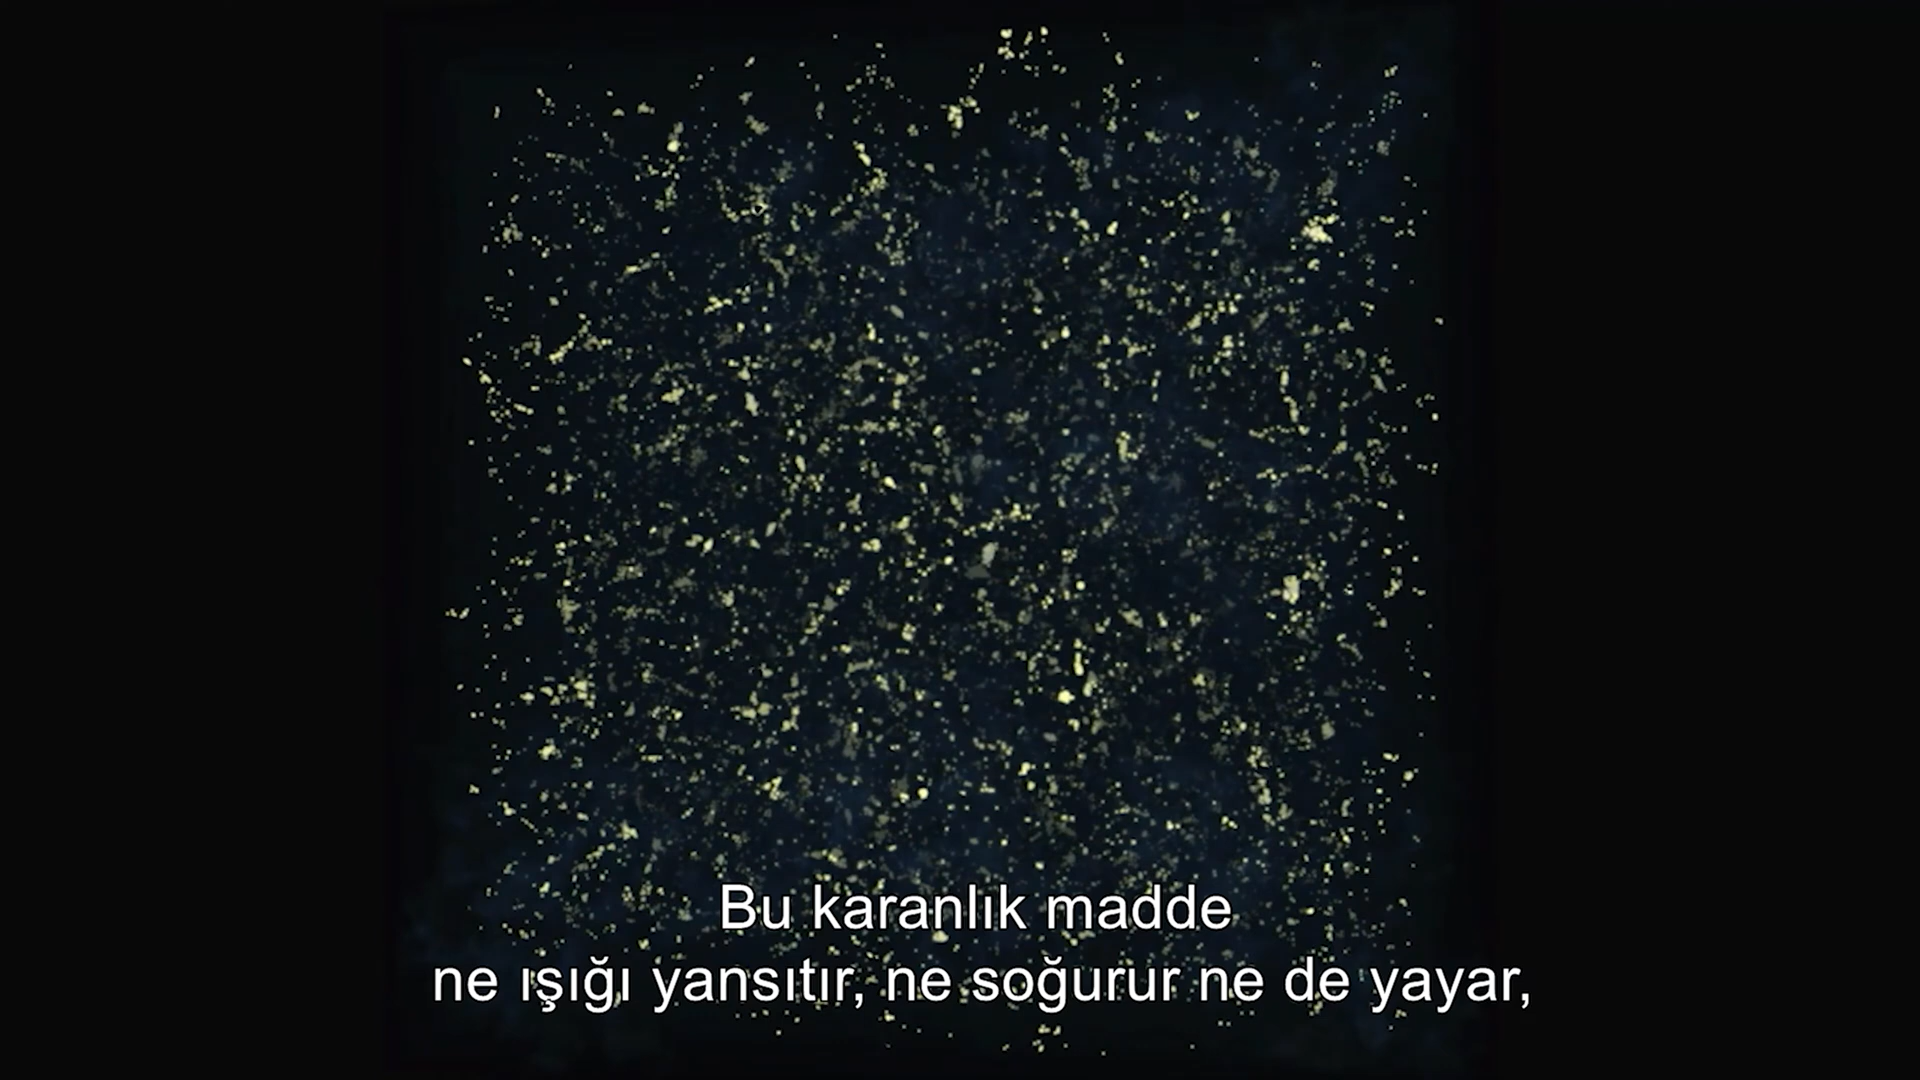 Bu karanlık madde
ne ışığı yansıtır, ne soğurur ne de yayar,